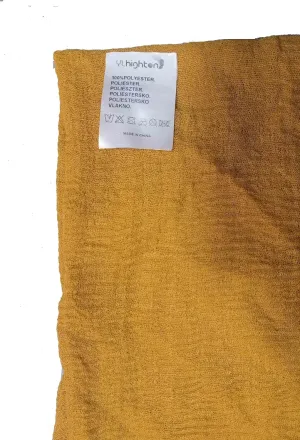 YLhighten
100%POLYESTER,
POLIESTER,
POLIESZTER,
POLIESTERSKO,
POLIESTERSKO
VLAKNO.
MADE IN CHINA